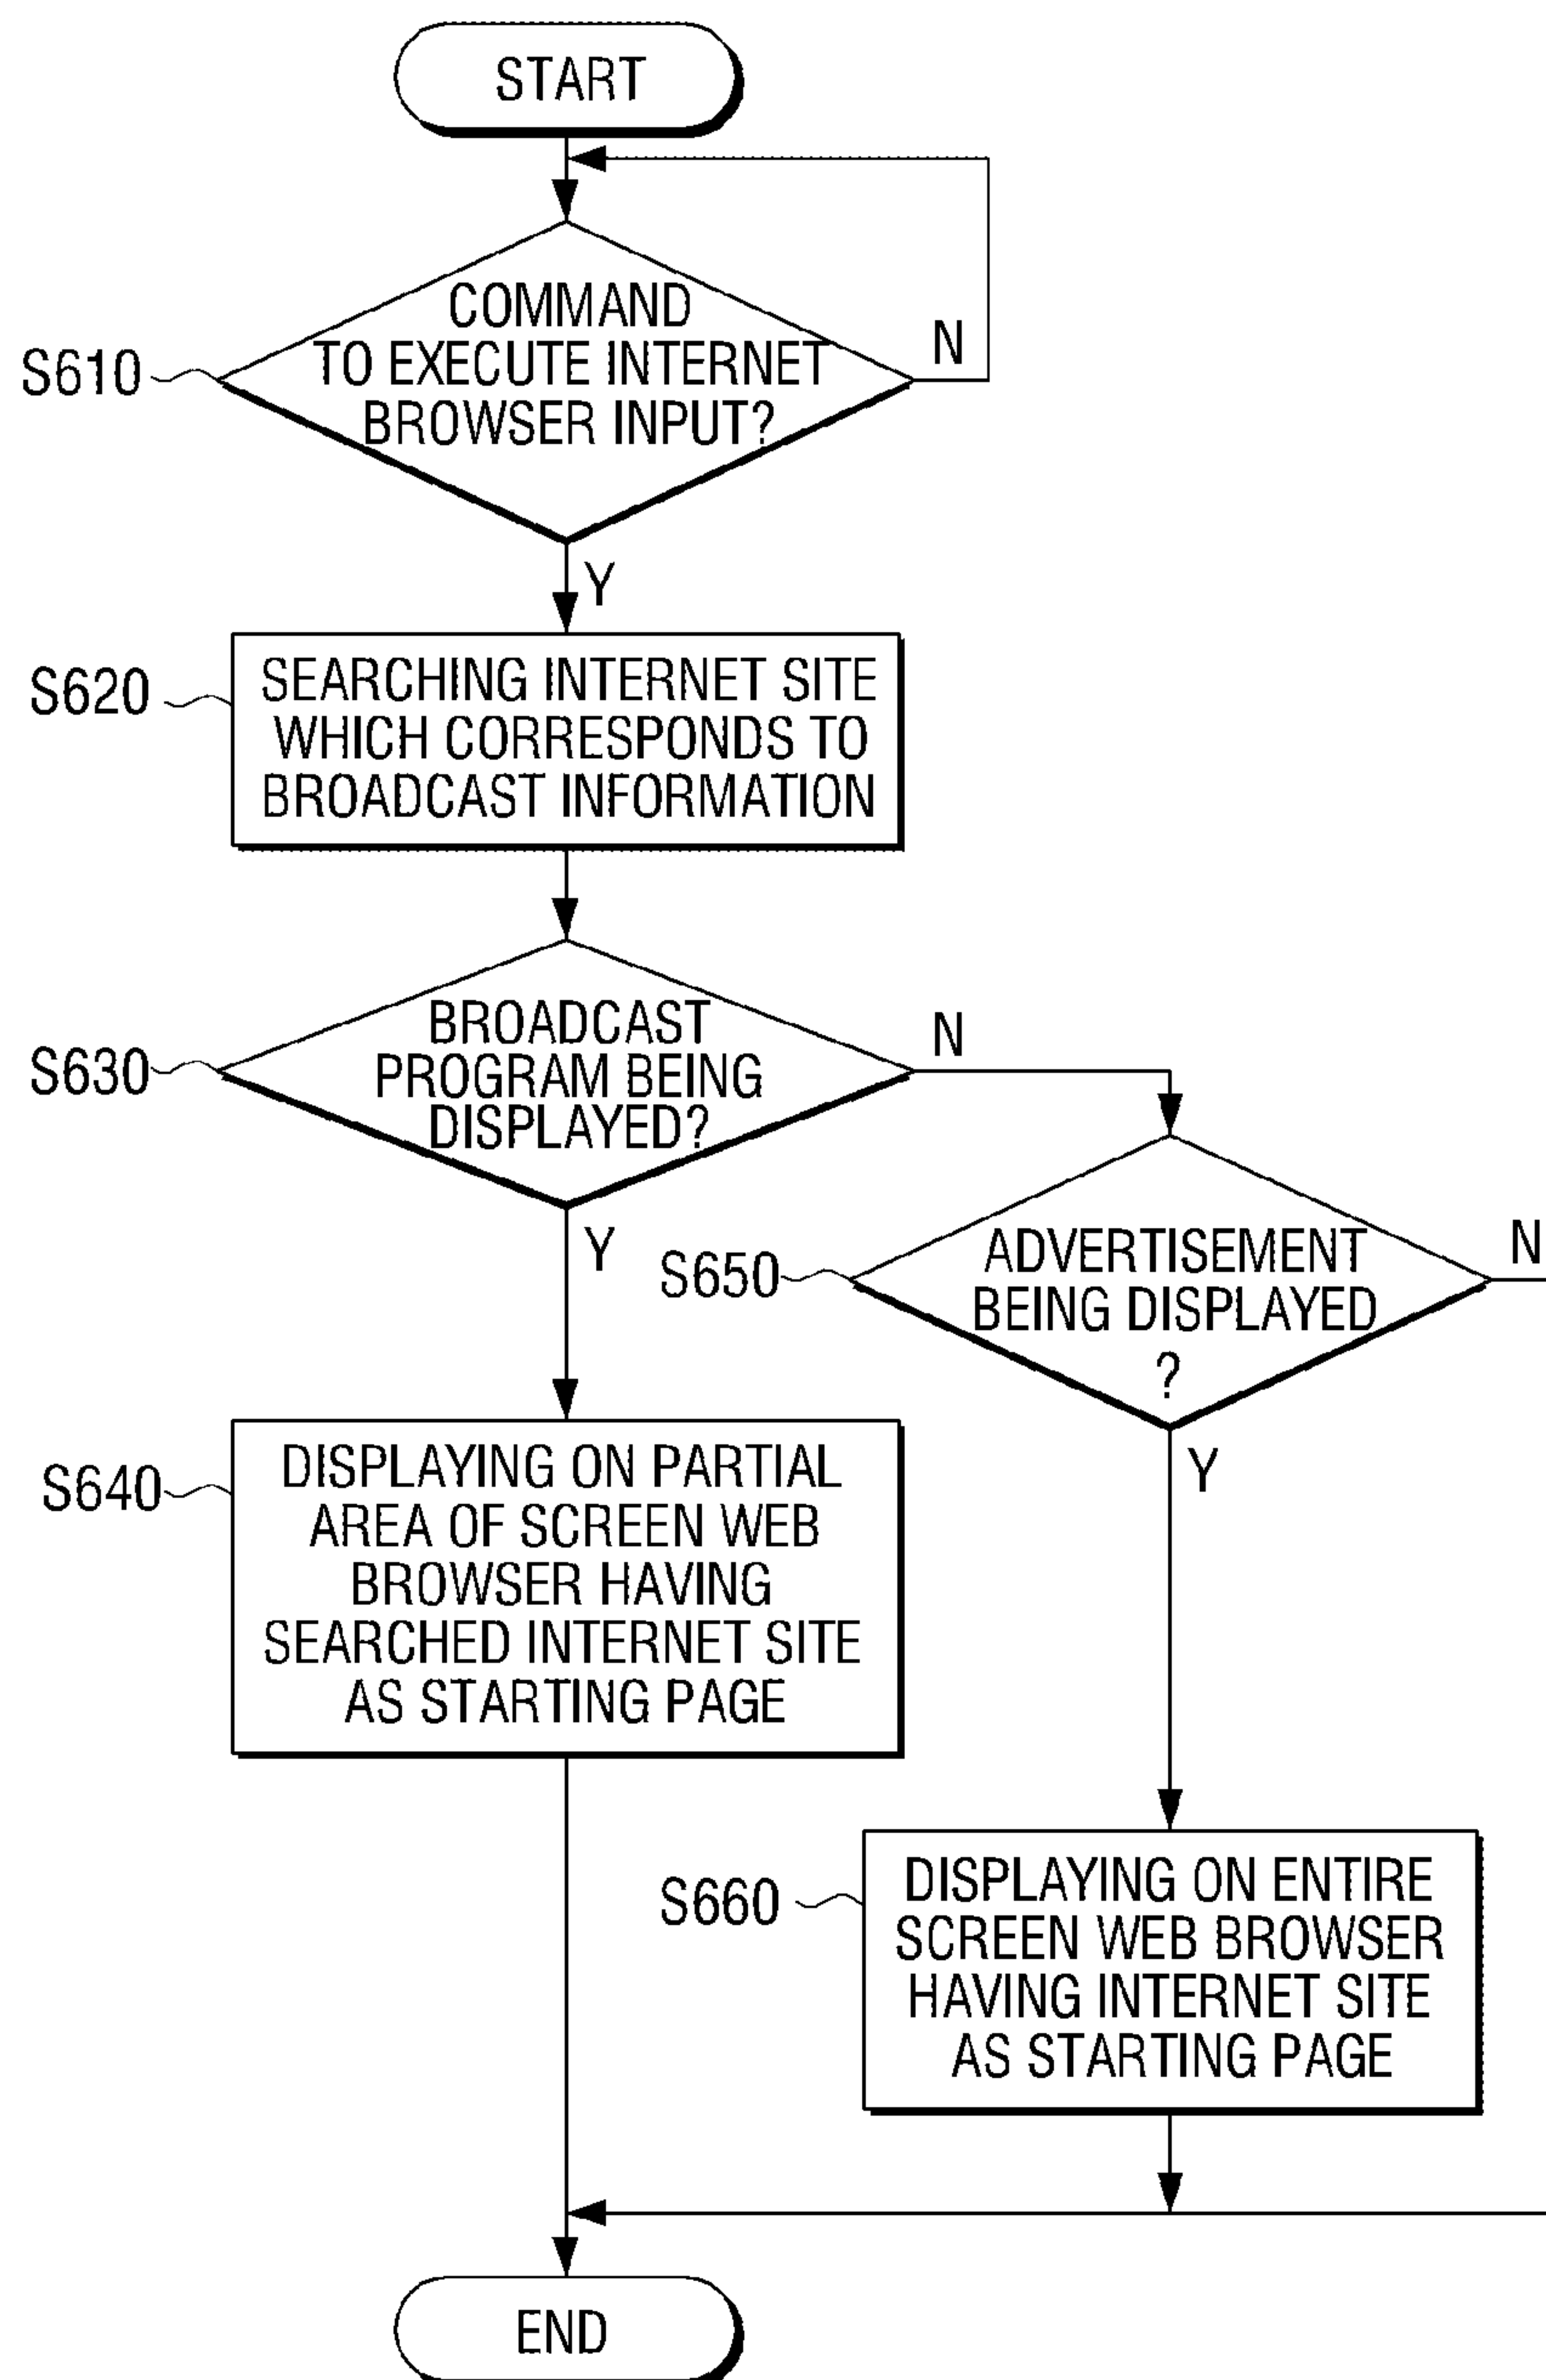 START
COMMAND
TO EXECUTE INTERNET
BROWSER INPUT?
N
S610
Y
SEARCHING INTERNET SITE
WHICH CORRESPONDS TO
BROADCAST INFORMATION
S620
BROADCAST
PROGRAM BEING
DISPLAYED?
N
S630
Y
S650
ADVERTISEMENT
BEING DISPLAYED
?
N
Y
S640
DISPLAYING ON PARTIAL
AREA OF SCREEN WEB
BROWSER HAVING
SEARCHED INTERNET SITE
AS STARTING PAGE
S660
DISPLAYING ON ENTIRE
SCREEN WEB BROWSER
HAVING INTERNET SITE
AS STARTING PAGE
END